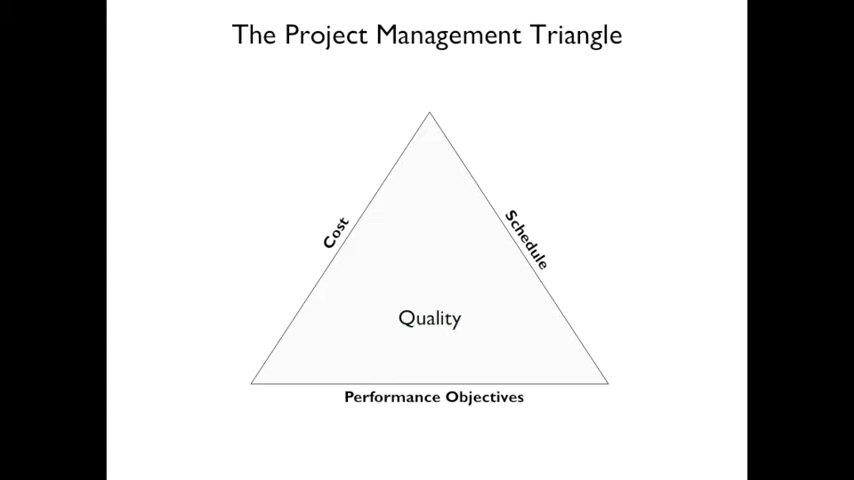 The Project Management Triangle
Cost
Schedule
Quality
Performance Objectives